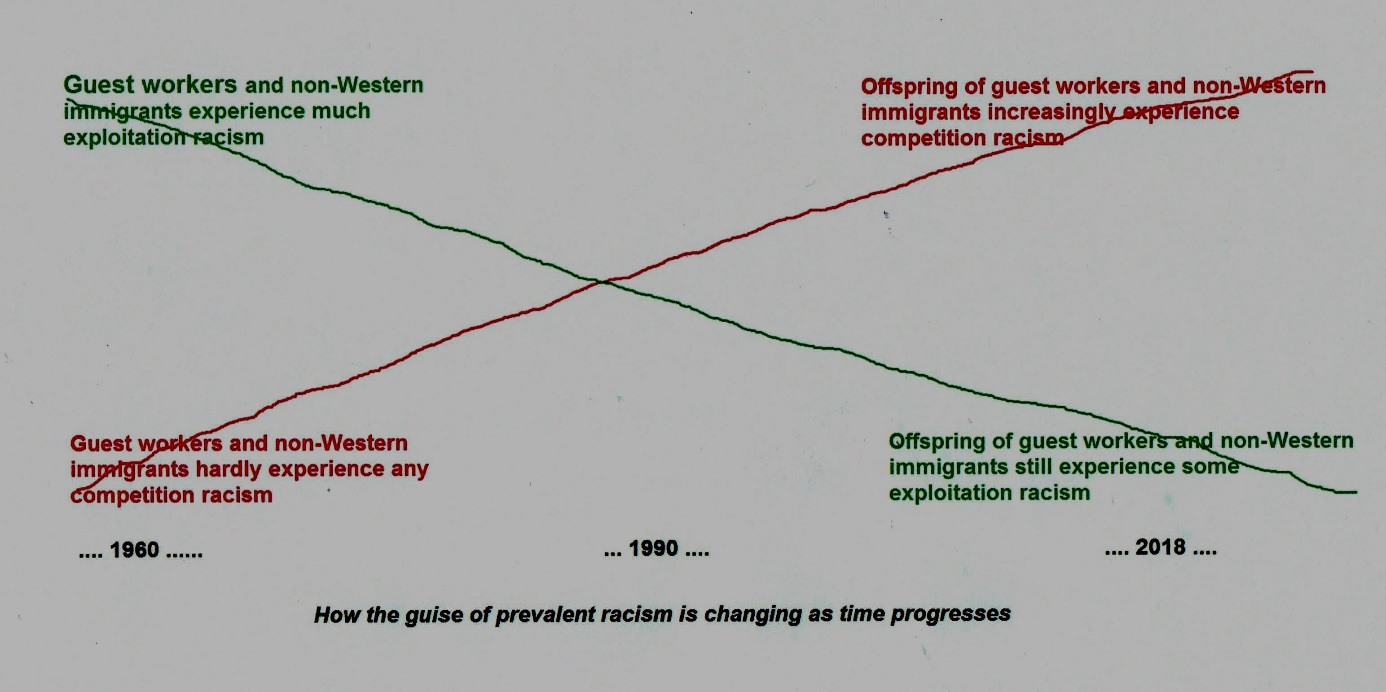 Guest workers and non-Western
immigrants experience much
exploitation racism
Offspring of guest workers and non-Western
immigrants increasingly experience
competition racism
Guest workers and non-Western
immigrants hardly experience any
competition racism
Offspring of guest workers and non-Western
immigrants still experience some
exploitation racism
.... 1960 ......
... 1990 ....
.... 2018 ....
How the guise of prevalent racism is changing as time progresses